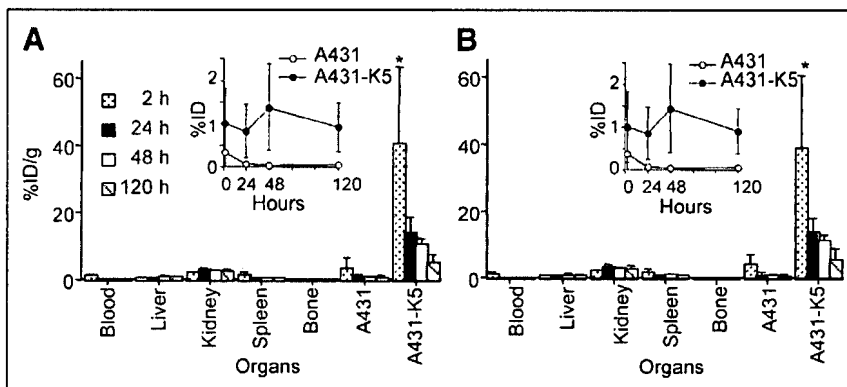 A
60
40
20
0
%ID/g
2 h
24 h
48 h
120 h
2
1
0
%ID
0 24 48 120
Hours
A431
A431-K5
*
Blood
Liver
Kidney
Spleen
Bone
A431
A431-K5
Organs
B
60
40
20
0
2
1
0
%ID
0 24 48 120
Hours
A431
A431-K5
*
Blood
Liver
Kidney
Spleen
Bone
A431
A431-K5
Organs